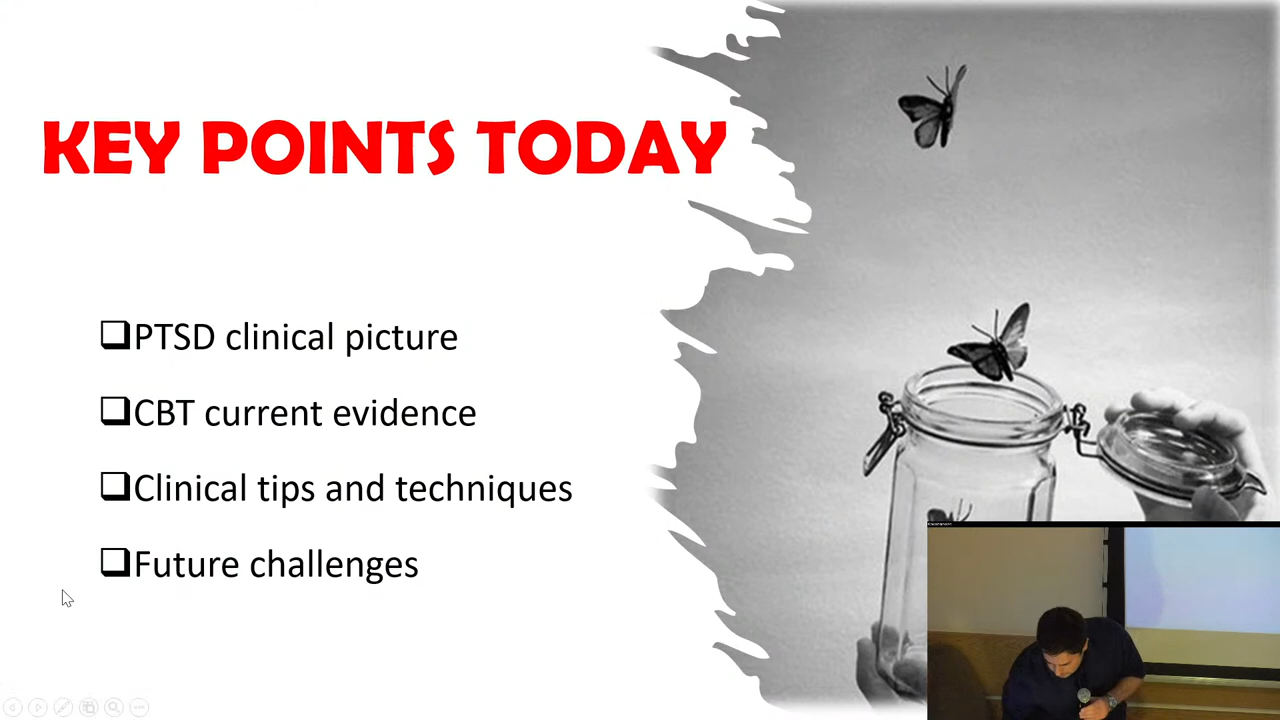 KEY POINTS TODAY
PTSD clinical picture
CBT current evidence
Clinical tips and techniques
Future challenges